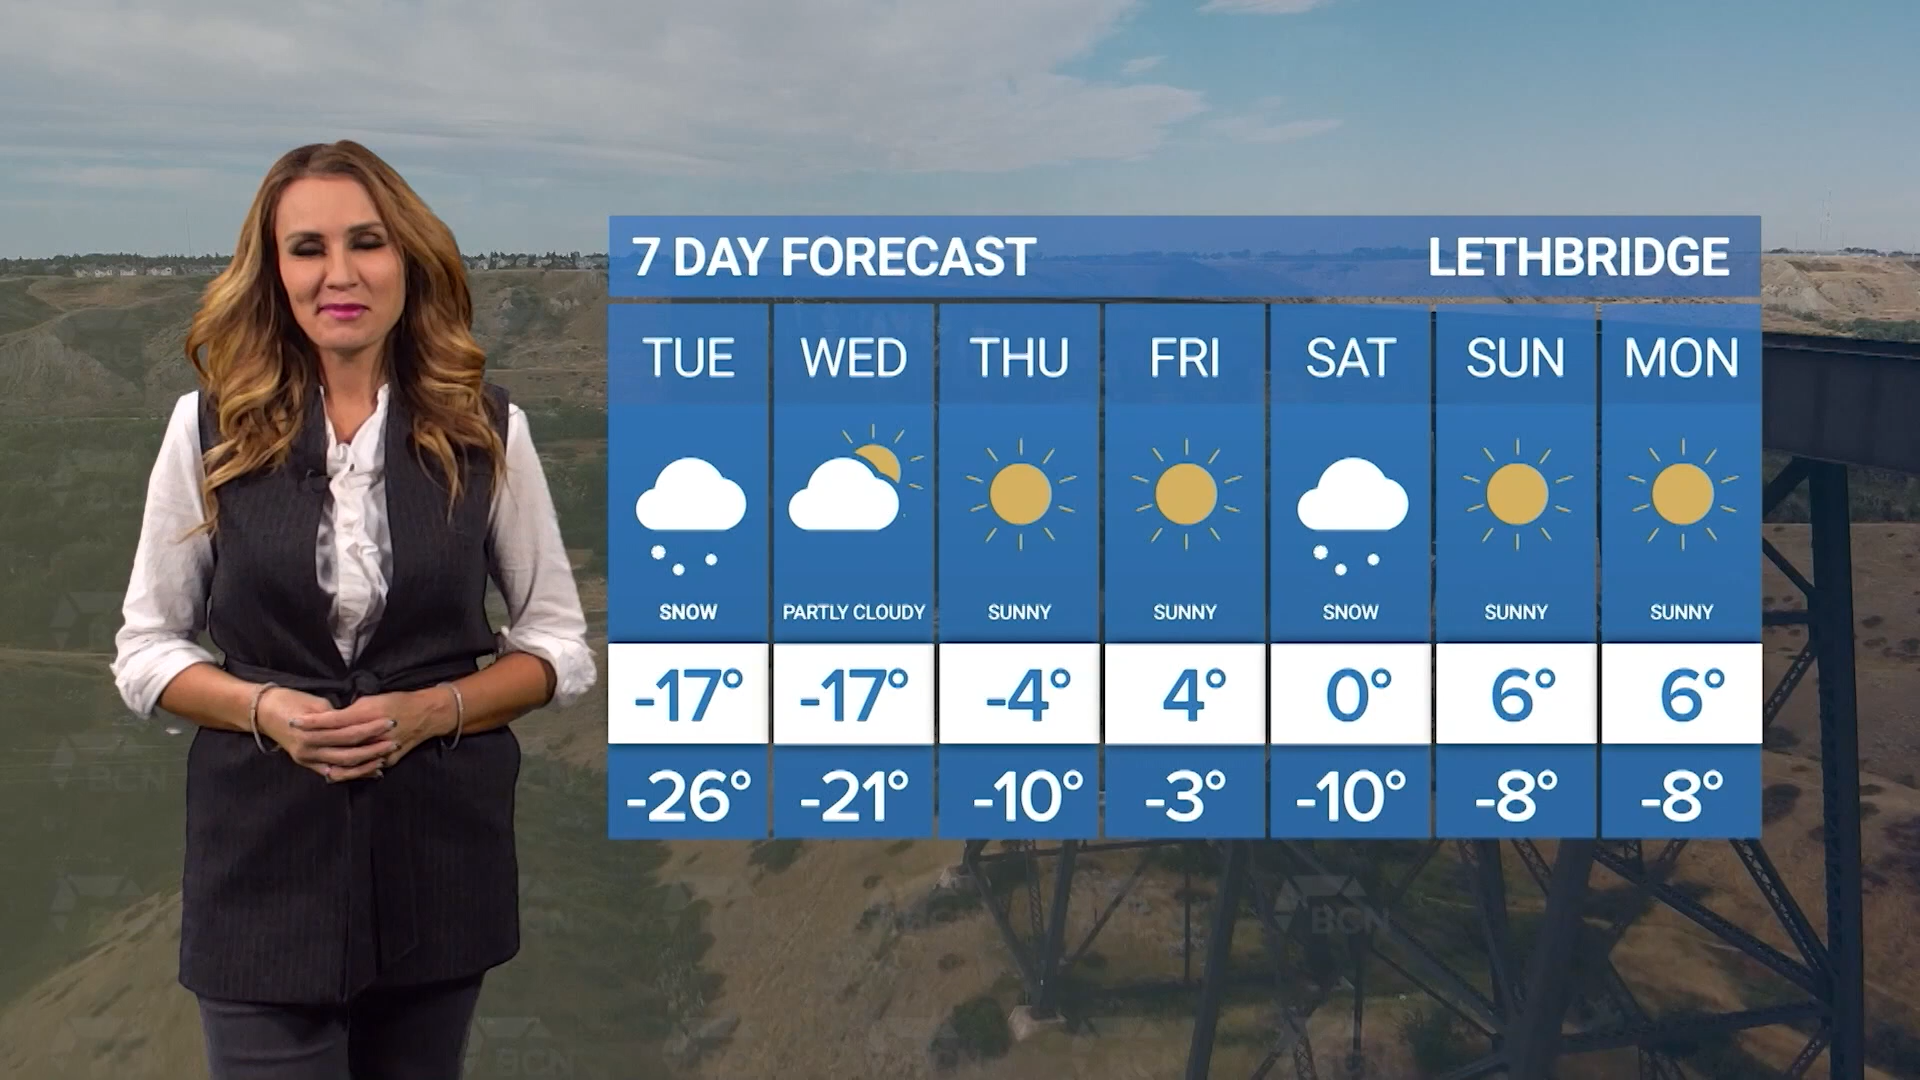 7 DAY FORECAST LETHBRIDGE
TUE WED THU FRI SAT SUN MON
SNOW PARTLY CLOUDY SUNNY SUNNY SNOW SUNNY SUNNY
-17° -17° -4° 4° 0° 6° 6°
-26° -21° -10° -3° -10° -8° -8°
BCN